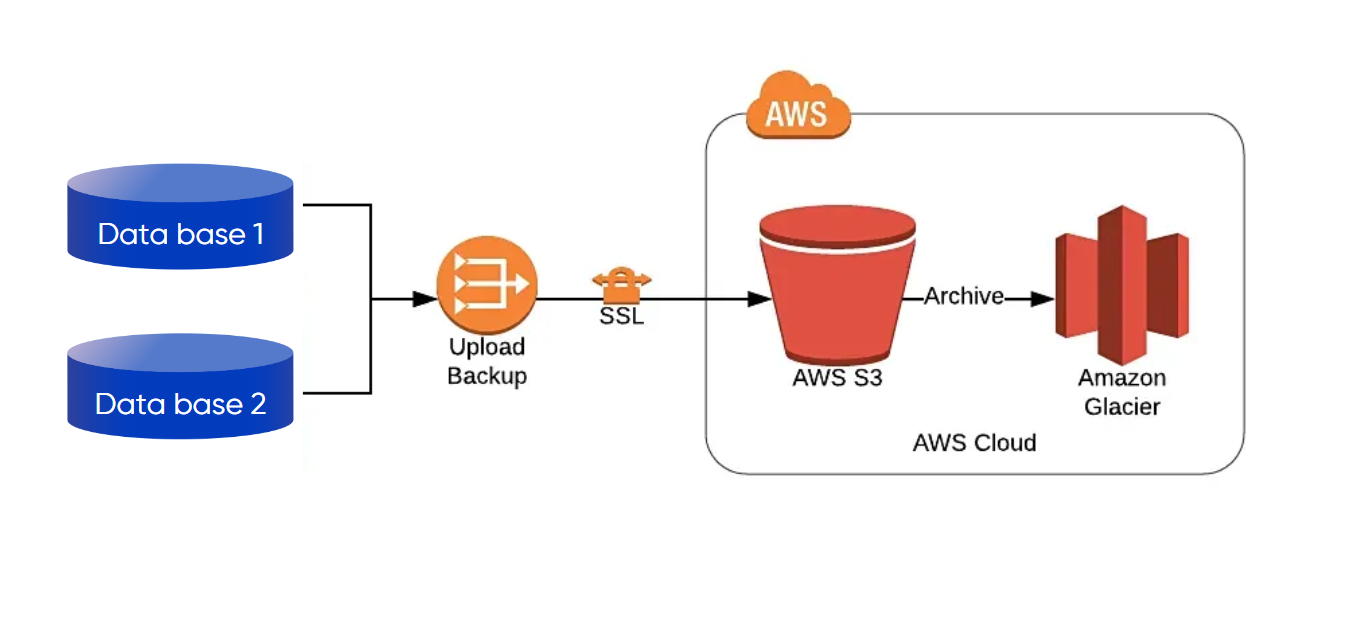 AWS
Data base 1
Data base 2
Upload
Backup
SSL
AWS S3
Archive
Amazon
Glacier
AWS Cloud